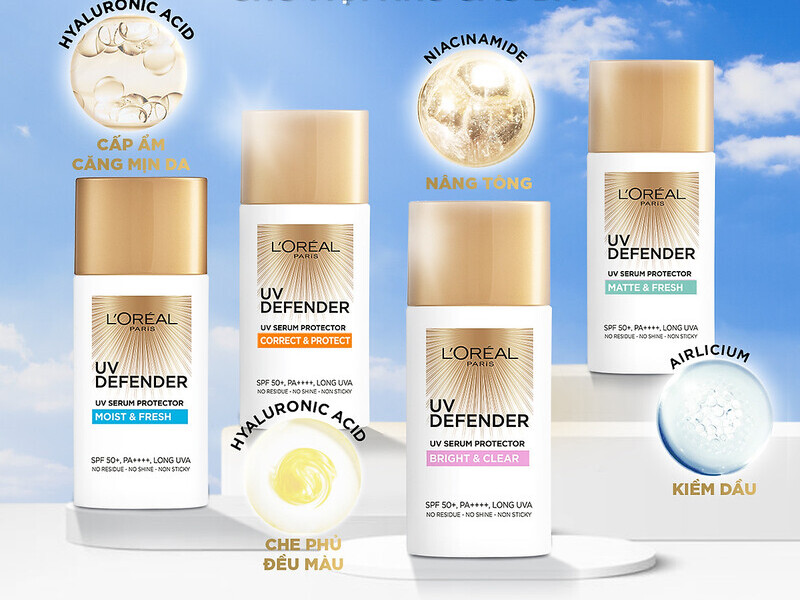 HYALURONIC ACID
CẤP ẨM
CĂNG MỊN DA
NIACINAMIDE
NÂNG TÔNG
L'ORÉAL
PARIS
UV
DEFENDER
UV SERUM PROTECTOR
MOIST & FRESH
SPF 50+, PA++++, LONG UVA
NO RESIDUE - NO SHINE - NON STICKY
L'ORÉAL
PARIS
UV
DEFENDER
UV SERUM PROTECTOR
CORRECT & PROTECT
SPF 50+, PA++++, LONG UVA
NO RESIDUE - NO SHINE - NON STICKY
HYALURONIC ACID
CHE PHỦ
ĐỀU MÀU
L'ORÉAL
PARIS
UV
DEFENDER
UV SERUM PROTECTOR
BRIGHT & CLEAR
SPF 50+, PA++++, LONG UVA
NO RESIDUE - NO SHINE - NON STICKY
L'ORÉAL
PARIS
UV
DEFENDER
UV SERUM PROTECTOR
MATTE & FRESH
SPF 50+, PA++++, LONG UVA
NO RESIDUE - NO SHINE - NON STICKY
AIRLICIUM
KIỀM DẦU